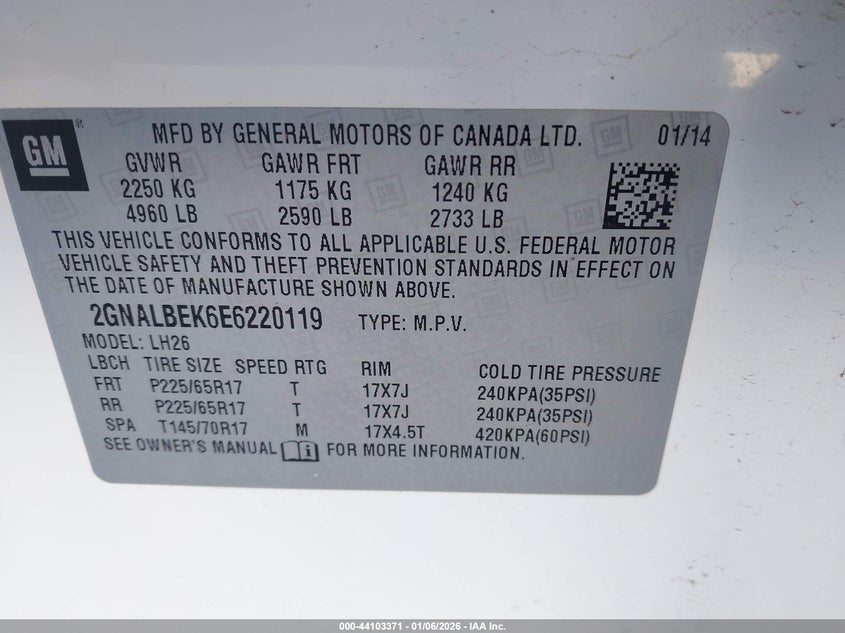 GM
®
MFD BY GENERAL MOTORS OF CANADA LTD. 01/14
GVWR GAWR FRT GAWR RR
2250 KG 1175 KG 1240 KG
4960 LB 2590 LB 2733 LB
THIS VEHICLE CONFORMS TO ALL APPLICABLE U.S. FEDERAL MOTOR
VEHICLE SAFETY AND THEFT PREVENTION STANDARDS IN EFFECT ON
THE DATE OF MANUFACTURE SHOWN ABOVE.
2GNALBEK6E6220119 TYPE: M.P.V.
MODEL: LH26
LBCH TIRE SIZE SPEED RTG RIM COLD TIRE PRESSURE
FRT P225/65R17 T 17X7J 240KPA(35PSI)
RR P225/65R17 T 17X7J 240KPA(35PSI)
SPA T145/70R17 M 17X4.5T 420KPA(60PSI)
SEE OWNER'S MANUAL FOR MORE INFORMATION.
000-44103371 - 01/06/2026 - IAA Inc.